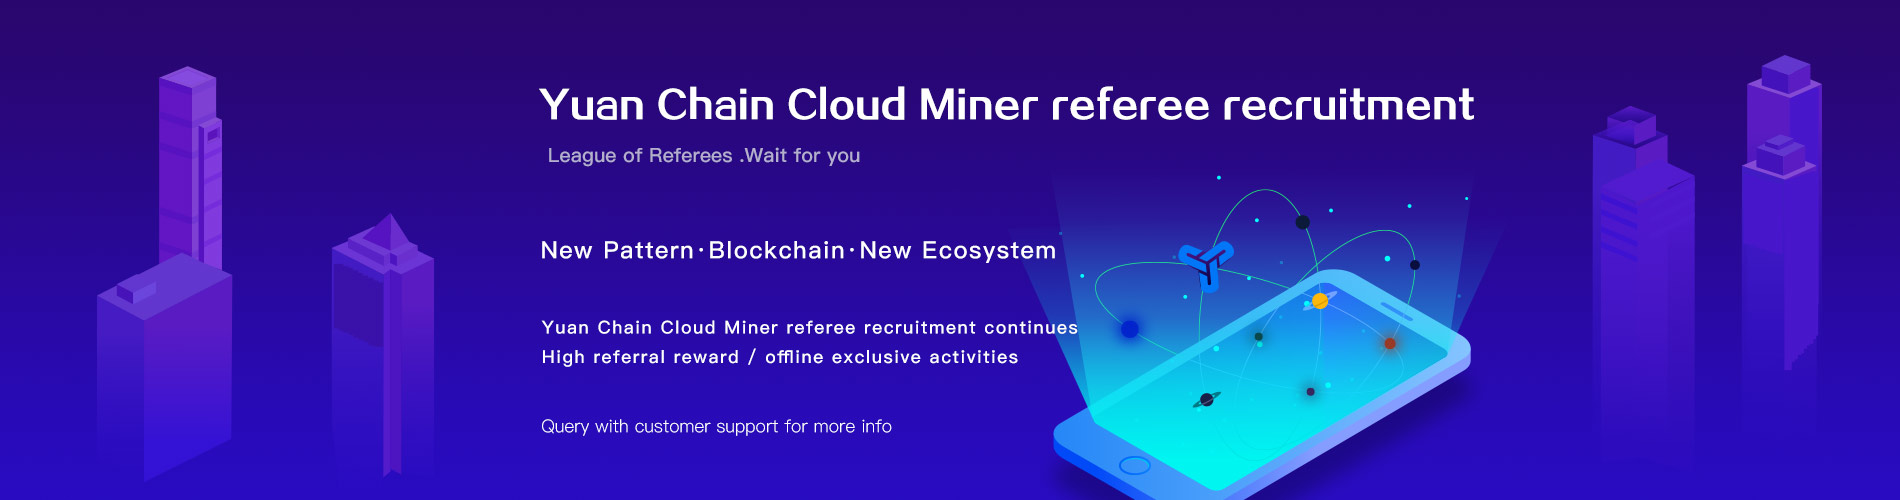 Yuan Chain Cloud Miner referee recruitment
League of Referees .Wait for you
New Pattern·Blockchain·New Ecosystem
Yuan Chain Cloud Miner referee recruitment continues
High referral reward / offline exclusive activities
Query with customer support for more info